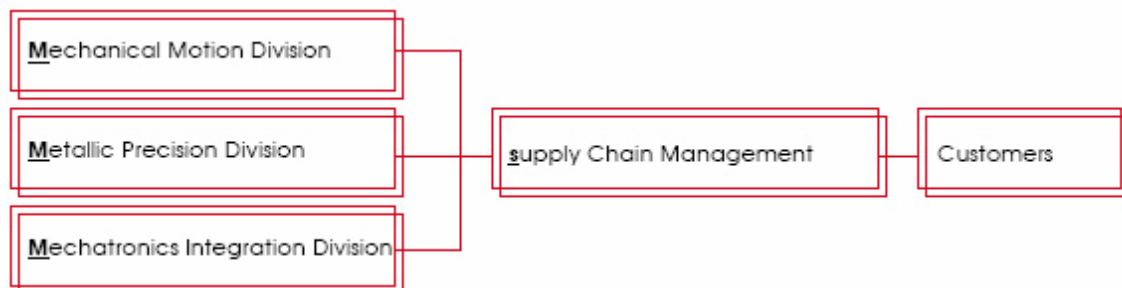 Mechanical Motion Division
Metallic Precision Division
supply Chain Management
Customers
Mechatronics Integration Division